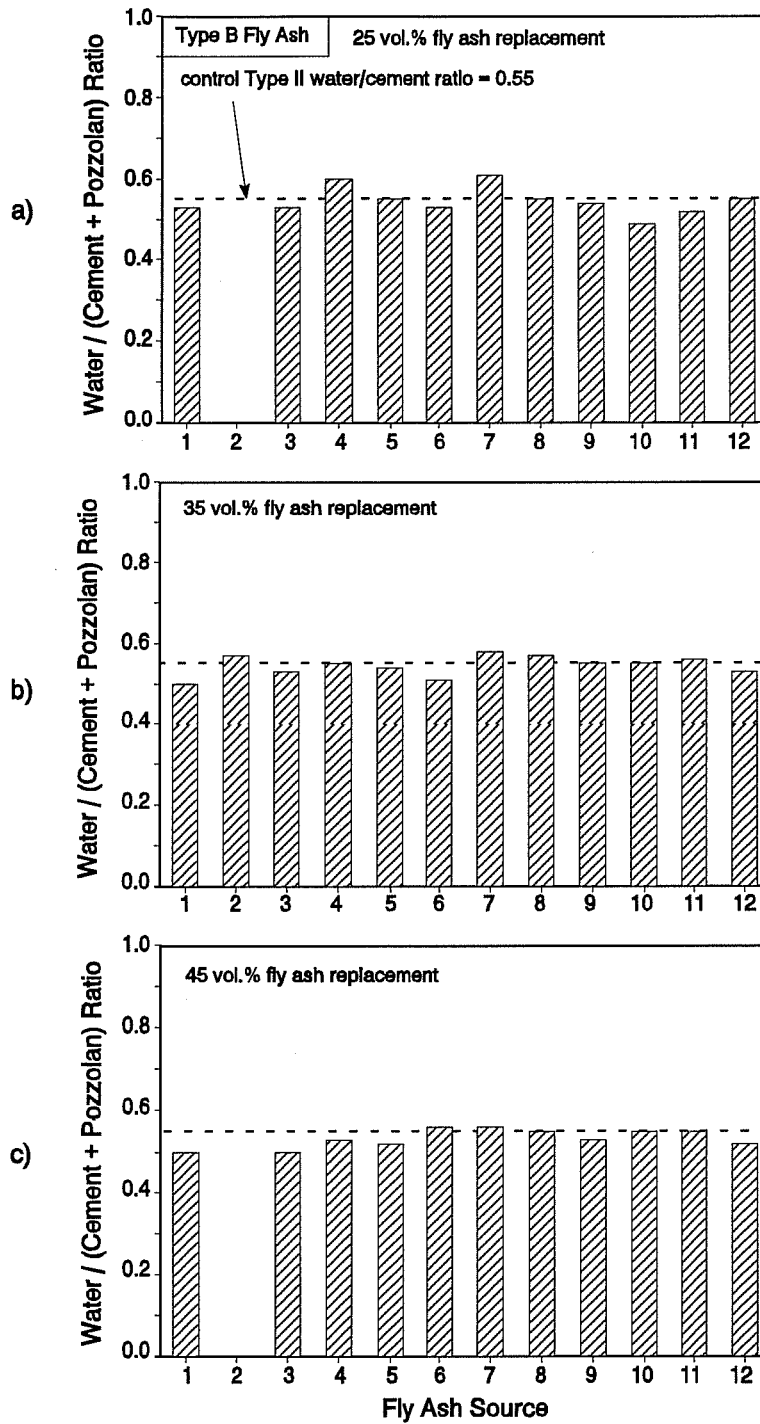 a)
Water / (Cement + Pozzolan) Ratio
1.0
0.8
0.6
0.4
0.2
0.0
Type B Fly Ash
25 vol.% fly ash replacement
control Type II water/cement ratio = 0.55
1 2 3 4 5 6 7 8 9 10 11 12
b)
Water / (Cement + Pozzolan) Ratio
1.0
0.8
0.6
0.4
0.2
0.0
35 vol.% fly ash replacement
1 2 3 4 5 6 7 8 9 10 11 12
c)
Water / (Cement + Pozzolan) Ratio
1.0
0.8
0.6
0.4
0.2
0.0
45 vol.% fly ash replacement
1 2 3 4 5 6 7 8 9 10 11 12
Fly Ash Source